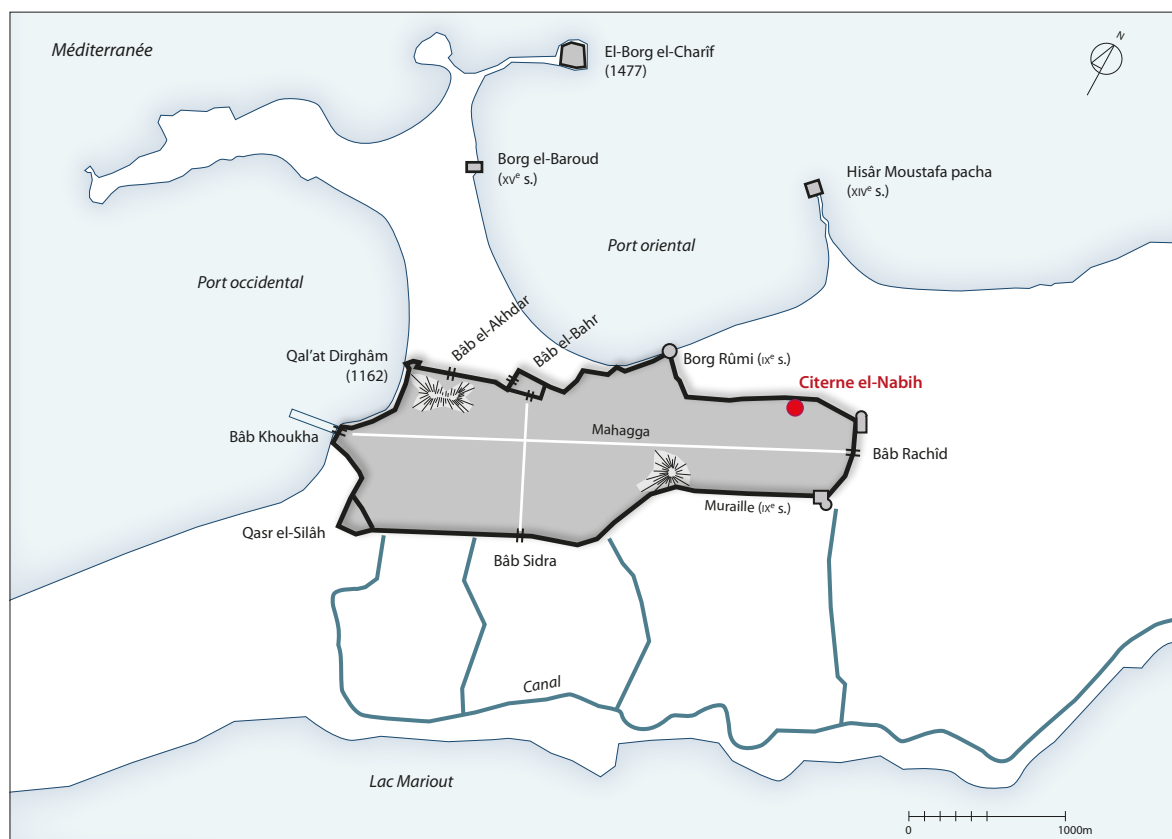 Méditerranée
El-Borg el-Charîf
(1477)
N
Borg el-Baroud
(XVe s.)
Hisâr Moustafa pacha
(XIVe s.)
Port oriental
Port occidental
Bâb el-Akhdar
Bâb el-Bahr
Qal'at Dirghâm
(1162)
Borg Rûmi (IXe s.)
Citerne el-Nabih
Bâb Khoukha
Mahagga
Bâb Rachîd
Muraille (IXe s.)
Qasr el-Silâh
Bâb Sidra
Canal
Lac Mariout
0
1000m